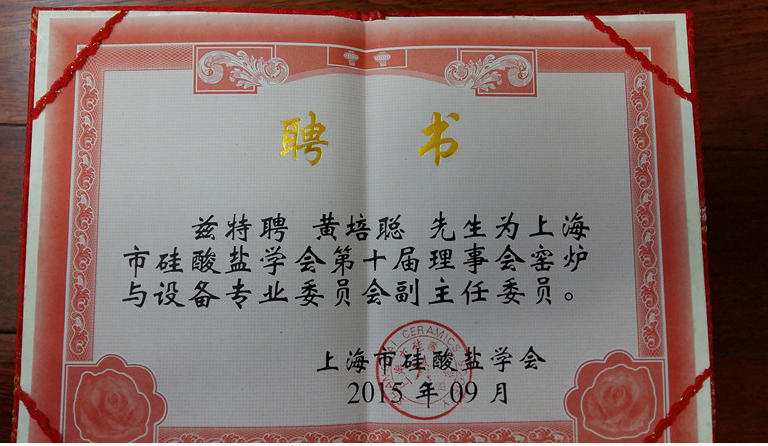 聘 书
兹特聘 黄培聪 先生为上海
市硅酸盐学会第十届理事会窑炉
与设备专业委员会副主任委员。
上海市硅酸盐学会
2015 年 09 月